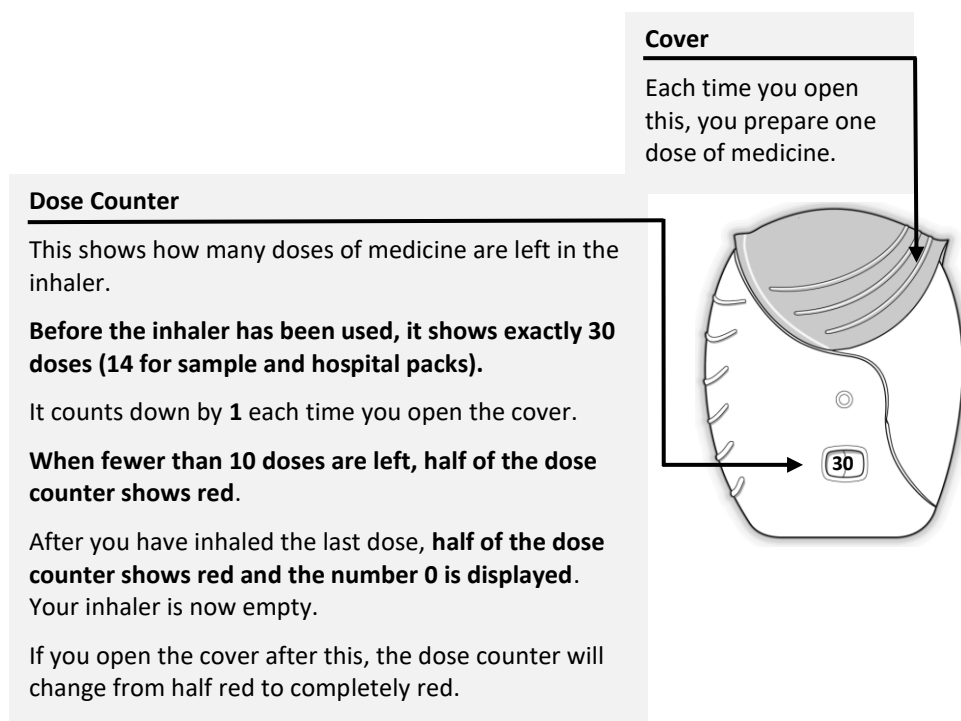 Cover
Each time you open
this, you prepare one
dose of medicine.
Dose Counter
This shows how many doses of medicine are left in the
inhaler.
Before the inhaler has been used, it shows exactly 30
doses (14 for sample and hospital packs).
It counts down by 1 each time you open the cover.
When fewer than 10 doses are left, half of the dose
counter shows red.
After you have inhaled the last dose, half of the dose
counter shows red and the number 0 is displayed.
Your inhaler is now empty.
If you open the cover after this, the dose counter will
change from half red to completely red.
30